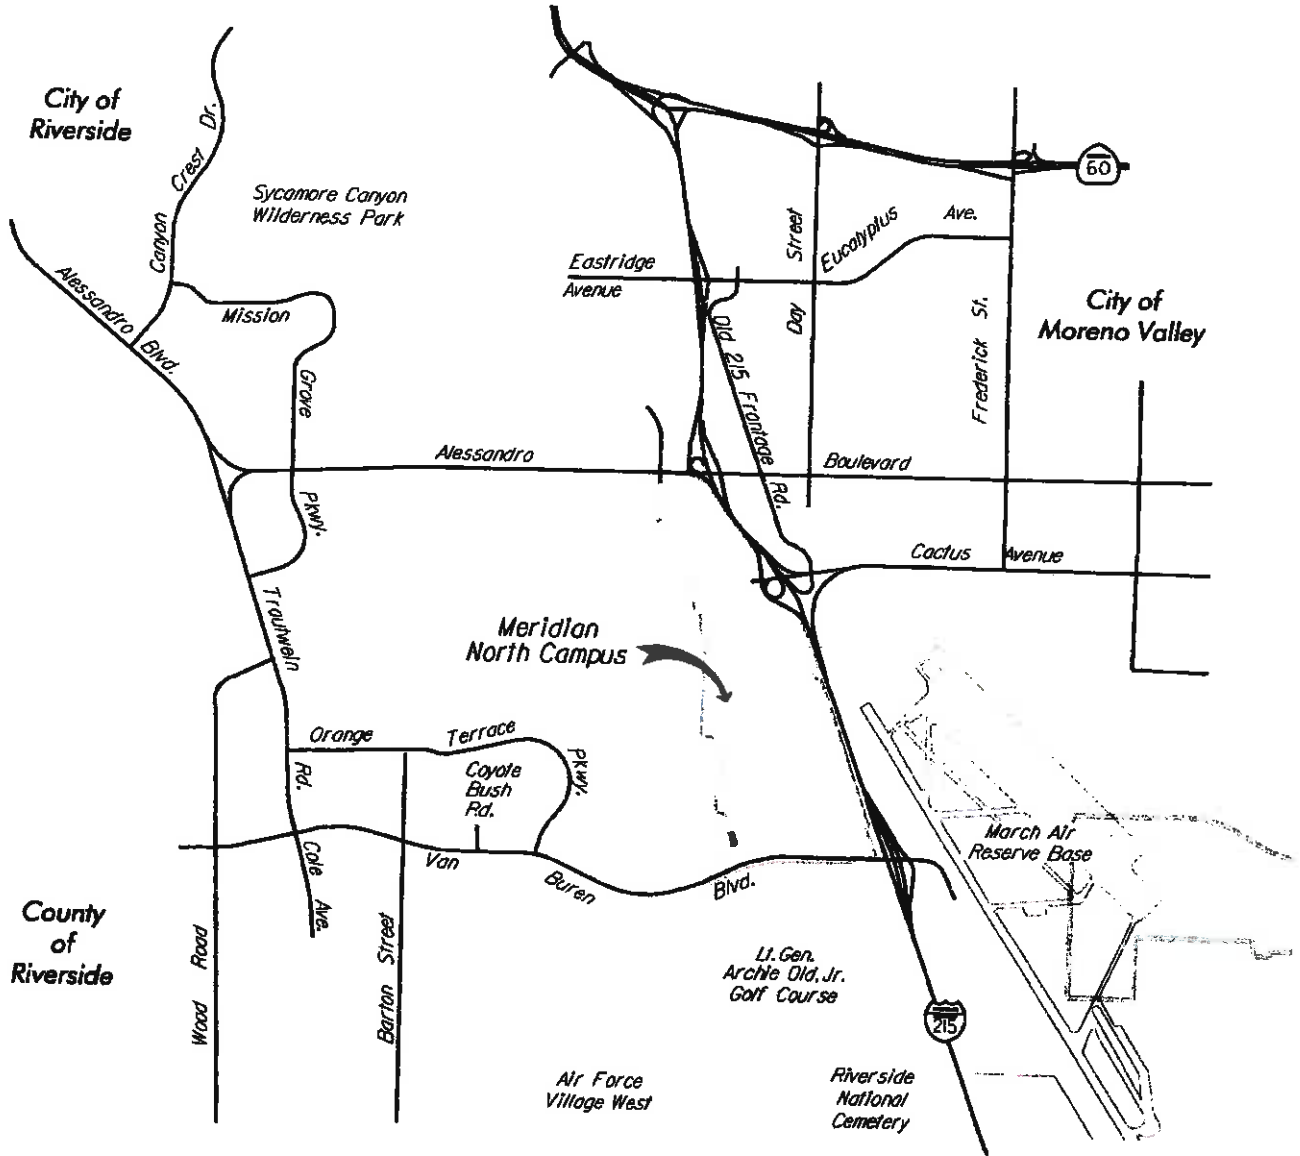 City of
Riverside
Canyon Crest Dr.
Sycamore Canyon
Wilderness Park
60
Alessandro Blvd.
Mission
Grove
Pkwy.
Eastridge
Avenue
Eucalyptus Ave.
Day Street
Old 215 Frontage Rd.
Frederick St.
City of
Moreno Valley
Alessandro Boulevard
Cactus Avenue
Trautwein
Rd.
Meridian
North Campus
Orange Terrace
Pkwy.
Coyote
Bush
Rd.
Van Buren Blvd.
Cole Ave.
March Air
Reserve Base
County
of
Riverside
Wood Road
Barton Street
Lt. Gen.
Archie Old, Jr.
Golf Course
215
Air Force
Village West
Riverside
National
Cemetery